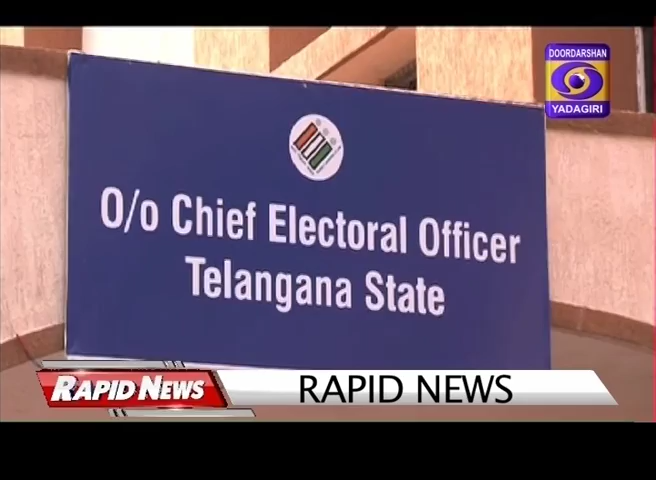 DOORDARSHAN
YADAGIRI
O/o Chief Electoral Officer
Telangana State
RAPID NEWS
RAPID NEWS